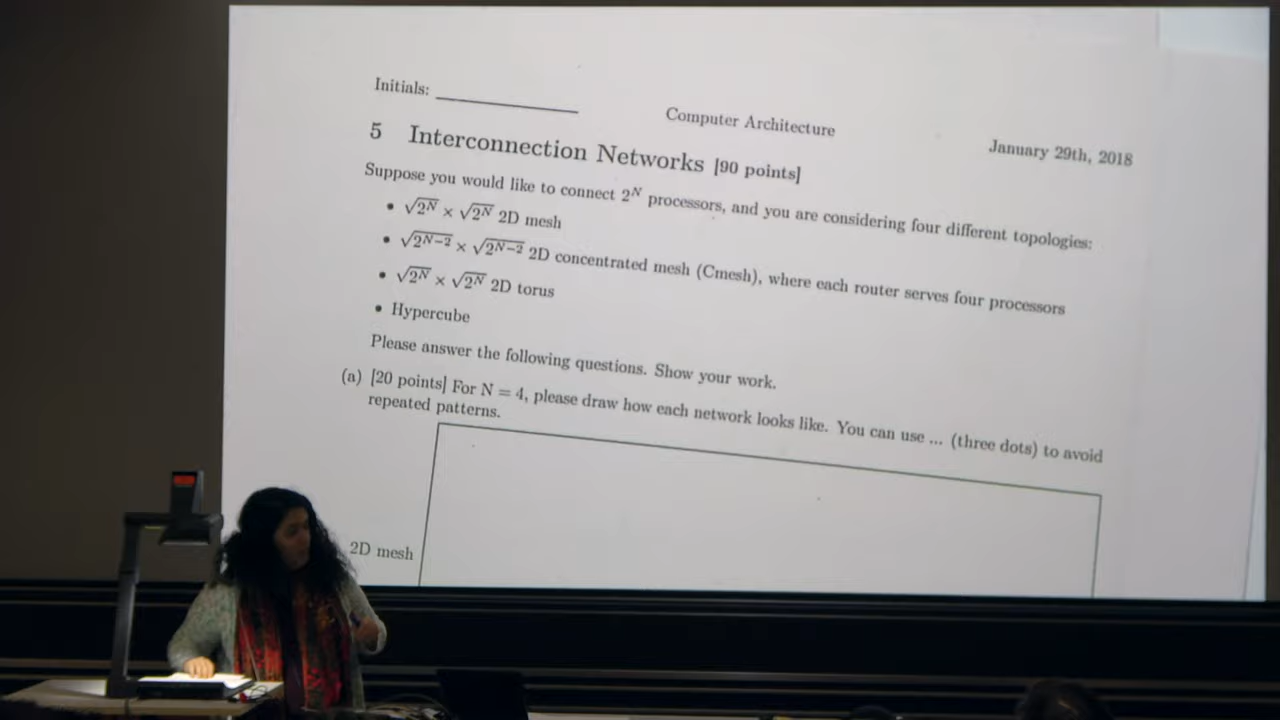 Initials: ________
Computer Architecture
January 29th, 2018
5 Interconnection Networks [90 points]
Suppose you would like to connect 2^N processors, and you are considering four different topologies:
• √2^N × √2^N 2D mesh
• √2^(N−2) × √2^(N−2) 2D concentrated mesh (Cmesh), where each router serves four processors
• √2^N × √2^N 2D torus
• Hypercube
Please answer the following questions. Show your work.
(a) [20 points] For N = 4, please draw how each network looks like. You can use ... (three dots) to avoid
repeated patterns.
2D mesh